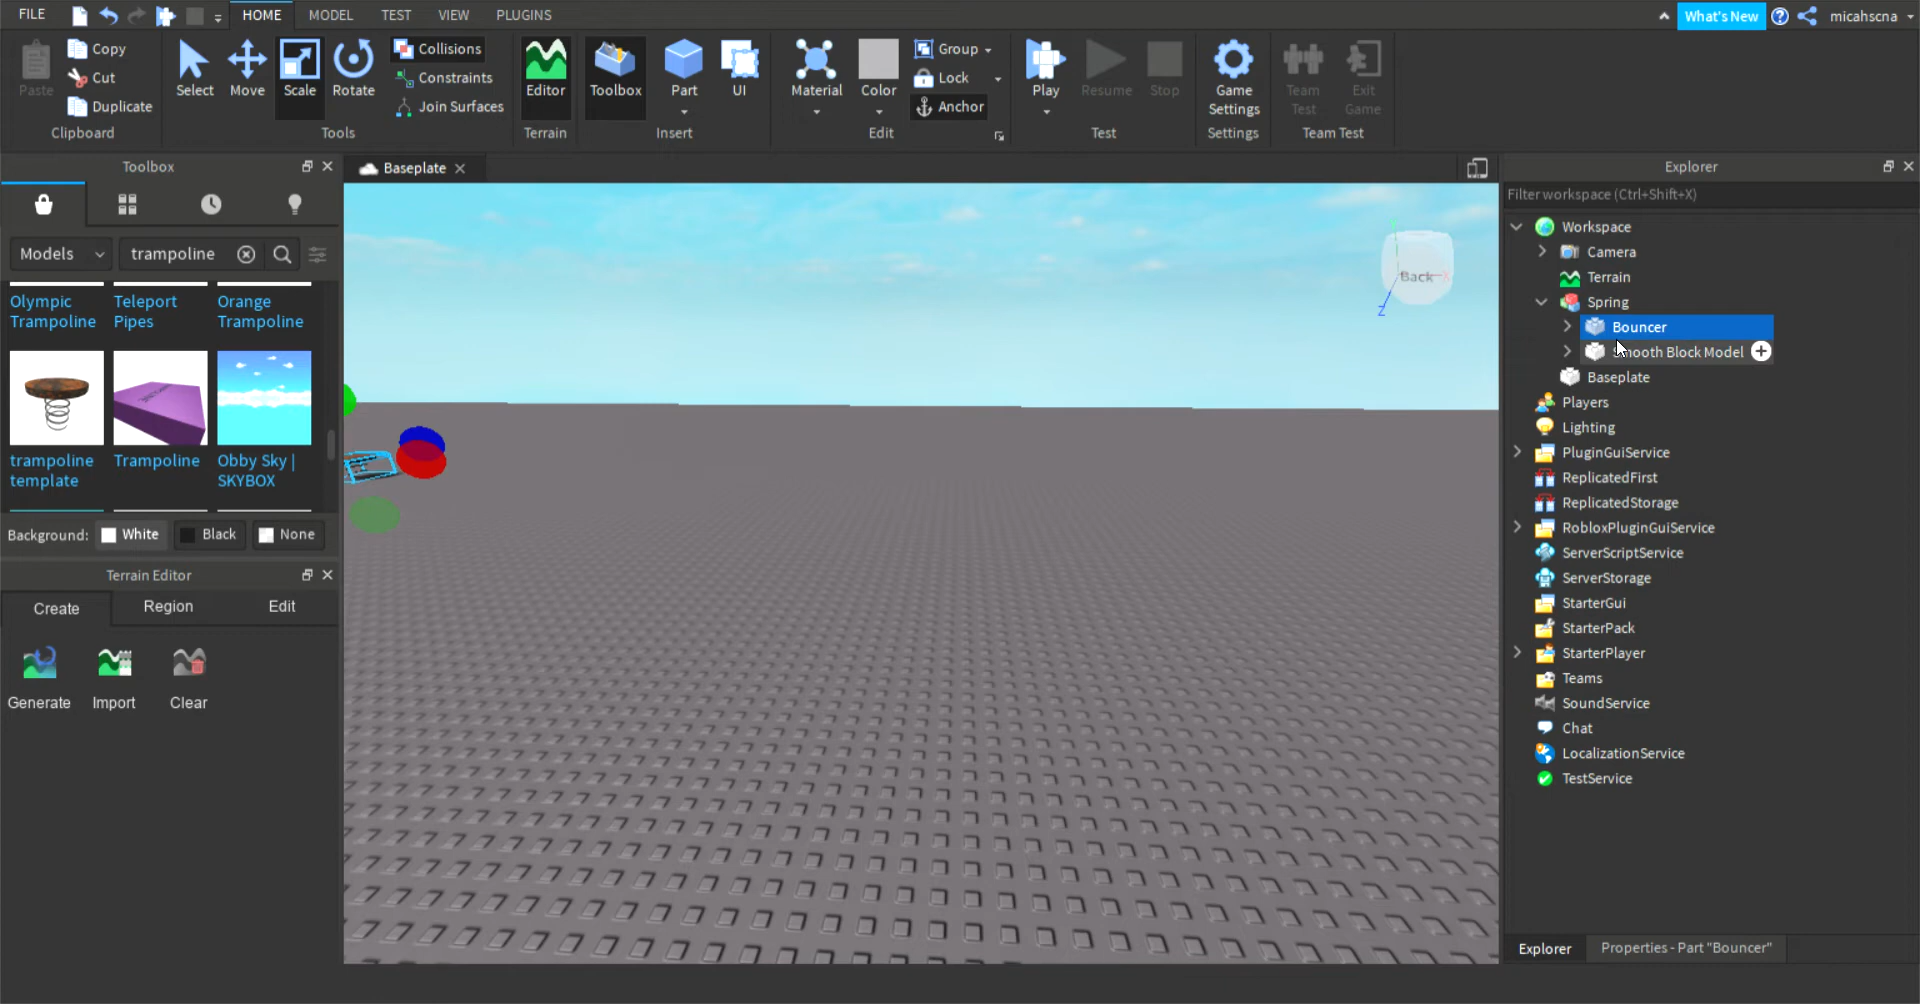 FILE
HOME
MODEL
TEST
VIEW
PLUGINS
What's New
micahscna
Paste
Copy
Cut
Duplicate
Clipboard
Select
Move
Scale
Rotate
Collisions
Constraints
Join Surfaces
Tools
Editor
Terrain
Toolbox
Part
UI
Insert
Material
Color
Group
Lock
Anchor
Edit
Play
Resume
Stop
Test
Game
Settings
Settings
Team
Test
Exit
Game
Team Test
Toolbox
Models
trampoline
Olympic
Trampoline
Teleport
Pipes
Orange
Trampoline
trampoline
template
Trampoline
Obby Sky |
SKYBOX
Background:
White
Black
None
Terrain Editor
Create
Region
Edit
Generate
Import
Clear
Baseplate
Back
X
Z
Explorer
Filter workspace (Ctrl+Shift+X)
Workspace
Camera
Terrain
Spring
Bouncer
Smooth Block Model
Baseplate
Players
Lighting
PluginGuiService
ReplicatedFirst
ReplicatedStorage
RobloxPluginGuiService
ServerScriptService
ServerStorage
StarterGui
StarterPack
StarterPlayer
Teams
SoundService
Chat
LocalizationService
TestService
Explorer
Properties - Part "Bouncer"